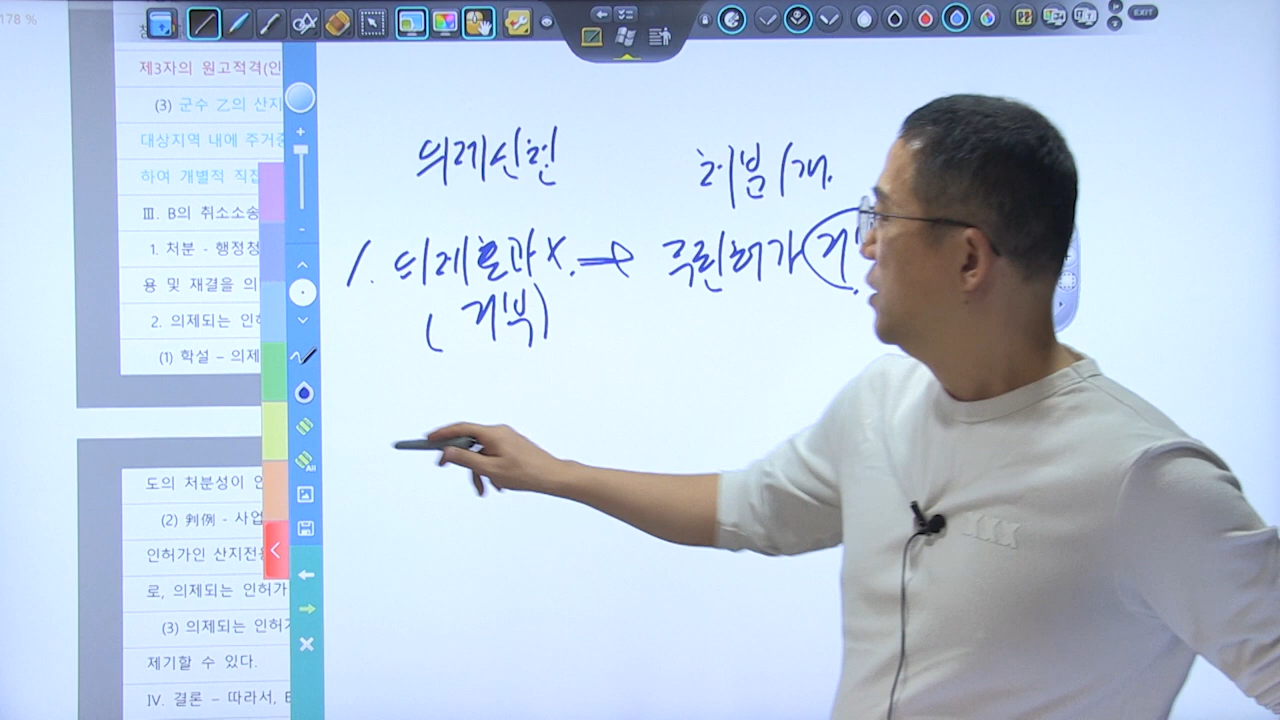 178 %
EXIT
제3자의 원고적격(인
(3) 군수 乙의 산지
대상지역 내에 주거중
하여 개별적 직접
Ⅲ. B의 취소소송
1. 처분 - 행정청
용 및 재결을 의
2. 의제되는 인허
(1) 학설 – 의제
도의 처분성이 인
(2) 判例 - 사업
인허가인 산지전용
로, 의제되는 인허가
(3) 의제되는 인허가
제기할 수 있다.
Ⅳ. 결론 – 따라서, B
All
의제신청 처분 1개.
1. 의제효과 X. → 주된허가 거
(거부)